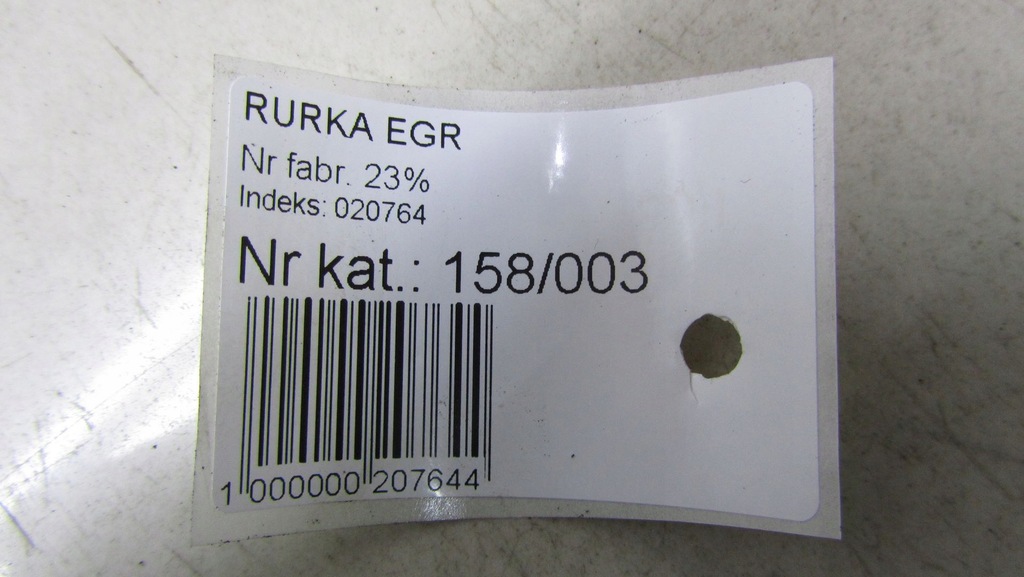 RURKA EGR
Nr fabr. 23%
Indeks: 020764
Nr kat.: 158/003
1 000000 207644